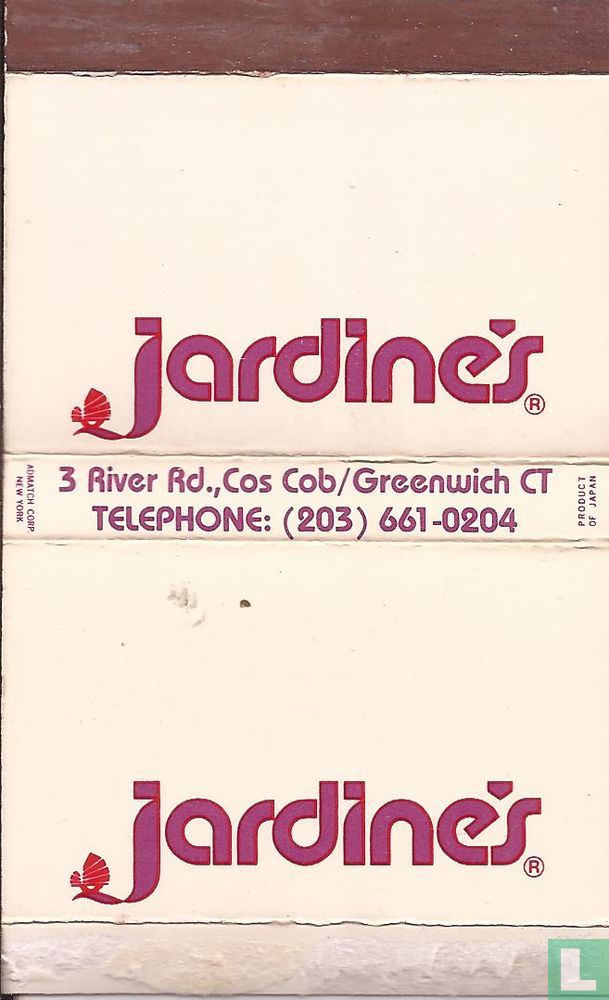 jardine's®
3 River Rd., Cos Cob/Greenwich CT
TELEPHONE: (203) 661-0204
ADMATCH CORP
NEW YORK
PRODUCT
OF JAPAN
jardine's®
L